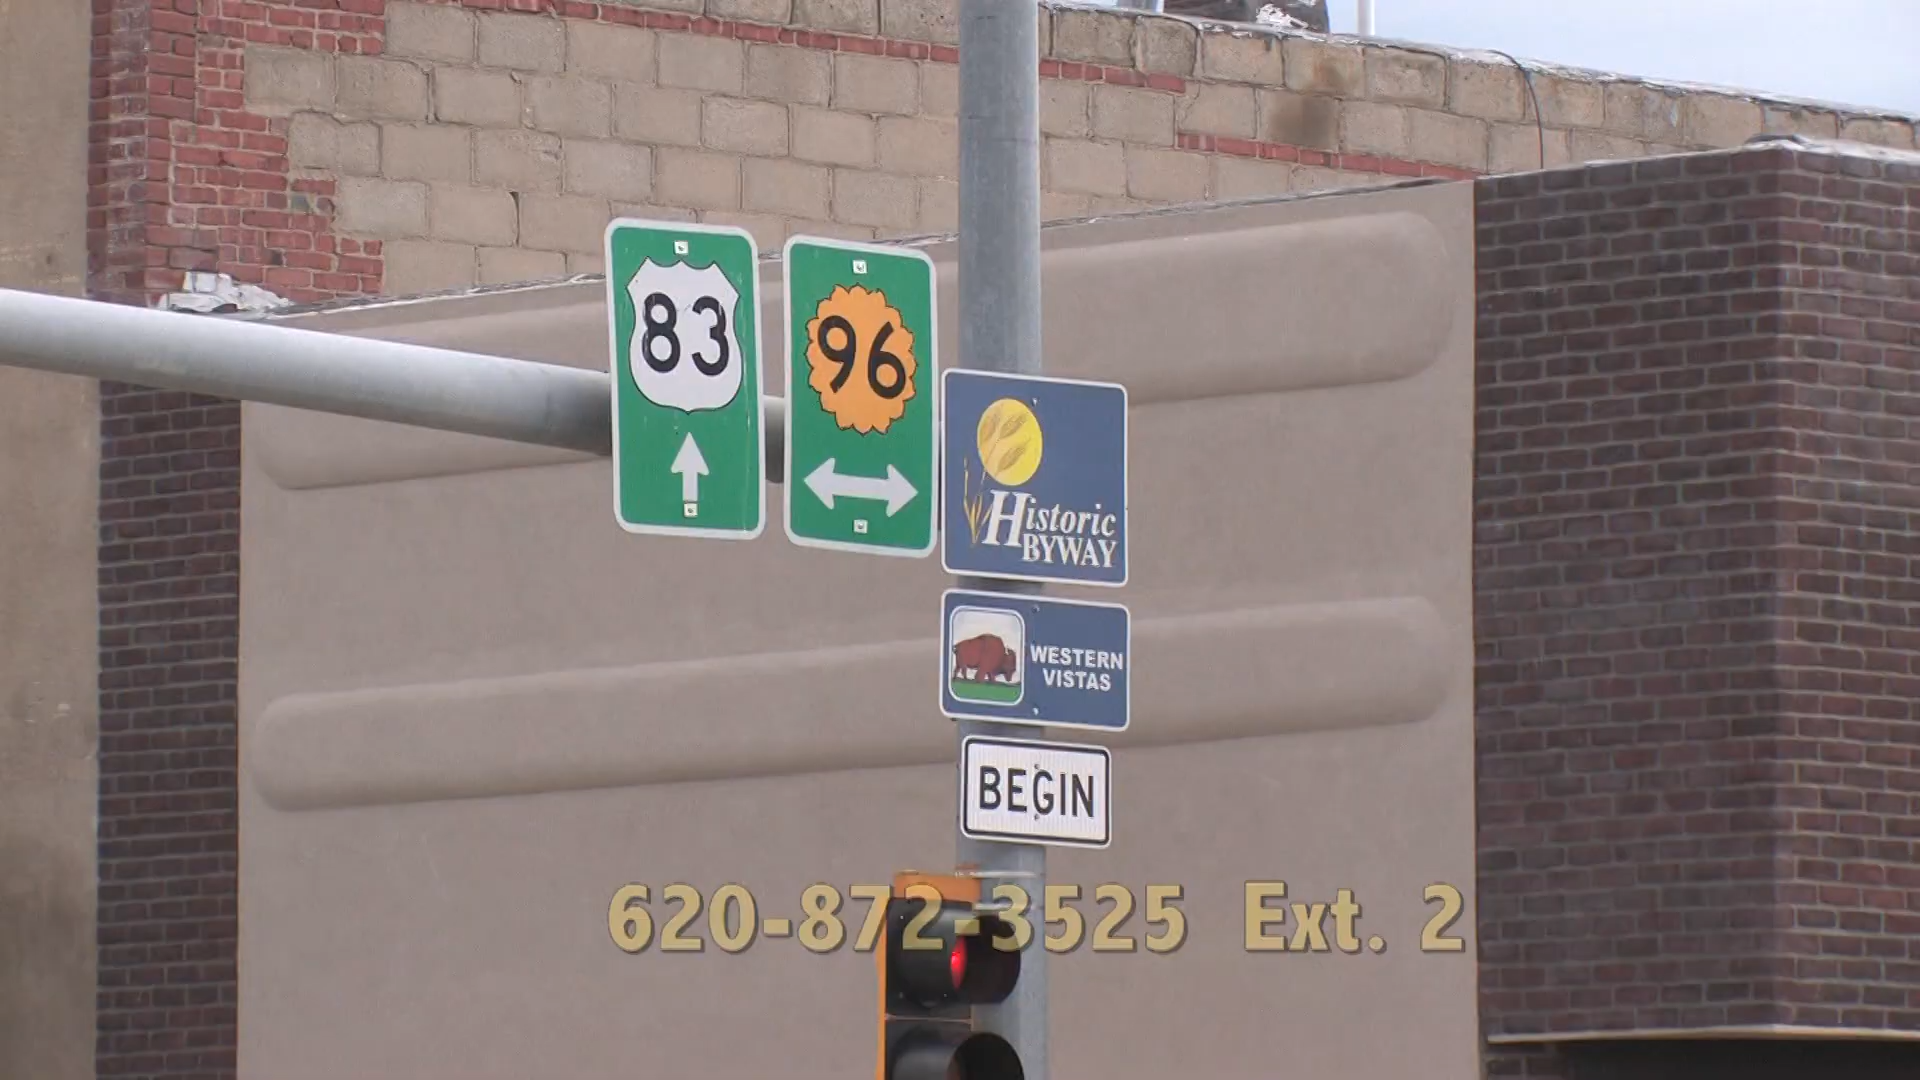 83
96
Historic
BYWAY
WESTERN
VISTAS
BEGIN
620-872-3525 Ext. 2